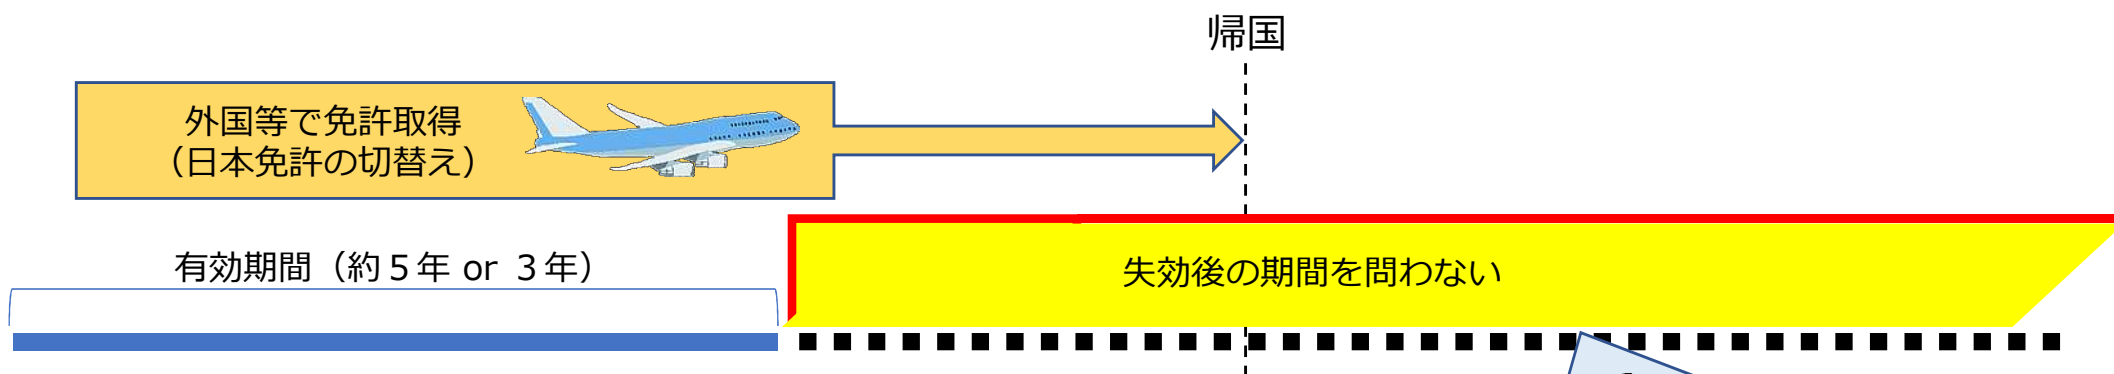 帰国
外国等で免許取得
（日本免許の切替え）
有効期間（約５年 or ３年）
失効後の期間を問わない